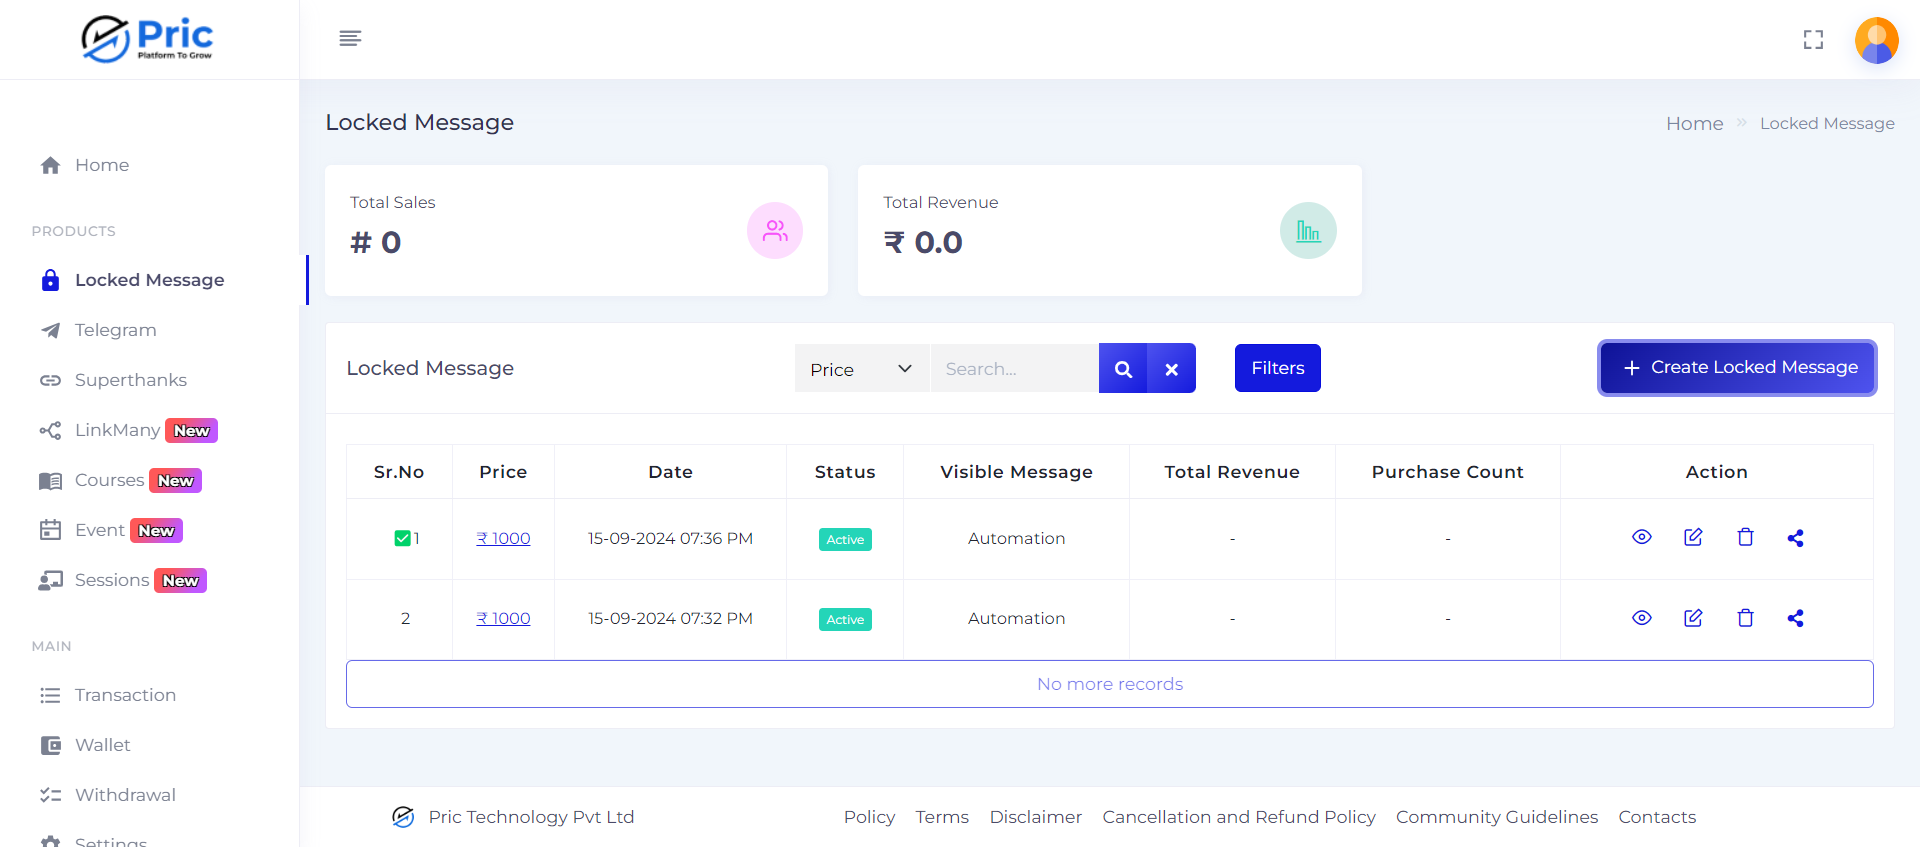 Pric
Platform To Grow
Home
PRODUCTS
Locked Message
Telegram
Superthanks
LinkMany New
Courses New
Event New
Sessions New
MAIN
Transaction
Wallet
Withdrawal
Settings
Locked Message
Home » Locked Message
Total Sales
# 0
Total Revenue
₹ 0.0
Locked Message
Price
Search...
Filters
+ Create Locked Message
Sr.No Price Date Status Visible Message Total Revenue Purchase Count Action
✅1 ₹ 1000 15-09-2024 07:36 PM Active Automation - -
2 ₹ 1000 15-09-2024 07:32 PM Active Automation - -
No more records
Pric Technology Pvt Ltd
Policy Terms Disclaimer Cancellation and Refund Policy Community Guidelines Contacts